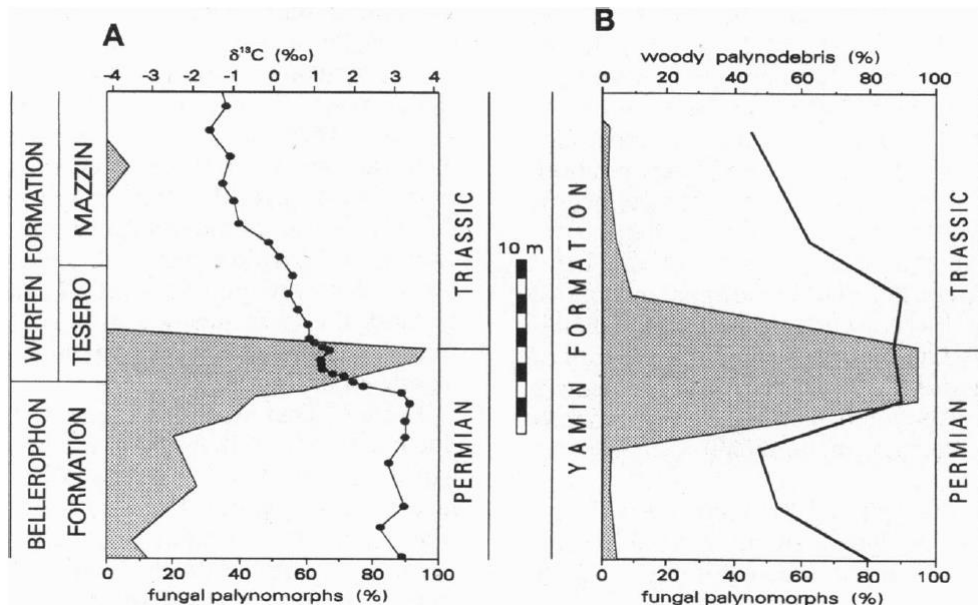 A
δ¹³C (‰)
-4 -3 -2 -1 0 1 2 3 4
WERFEN FORMATION
MAZZIN
TESERO
BELLEROPHON
FORMATION
TRIASSIC
PERMIAN
0 20 40 60 80 100
fungal palynomorphs (%)
10 m
B
woody palynodebris (%)
0 20 40 60 80 100
YAMIN FORMATION
TRIASSIC
PERMIAN
0 20 40 60 80 100
fungal palynomorphs (%)